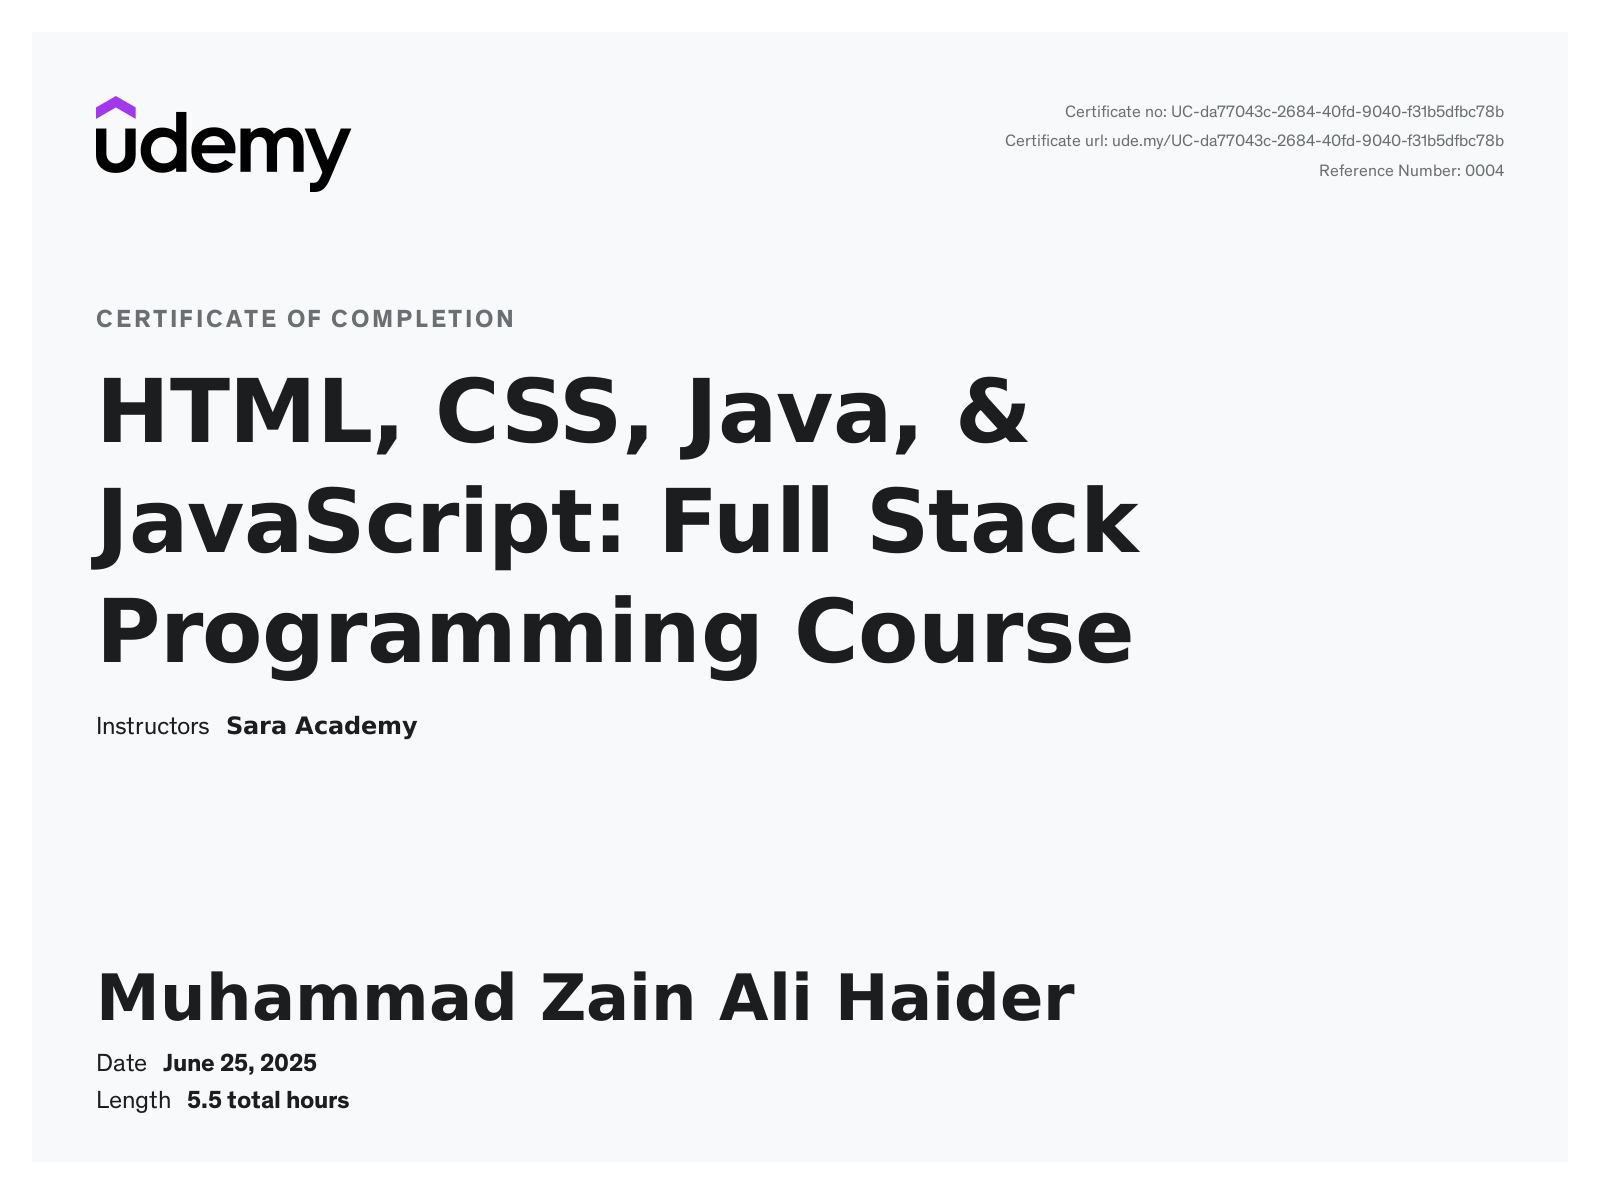 udemy
Certificate no: UC-da77043c-2684-40fd-9040-f31b5dfbc78b
Certificate url: ude.my/UC-da77043c-2684-40fd-9040-f31b5dfbc78b
Reference Number: 0004
CERTIFICATE OF COMPLETION
HTML, CSS, Java, &
JavaScript: Full Stack
Programming Course
Instructors Sara Academy
Muhammad Zain Ali Haider
Date June 25, 2025
Length 5.5 total hours